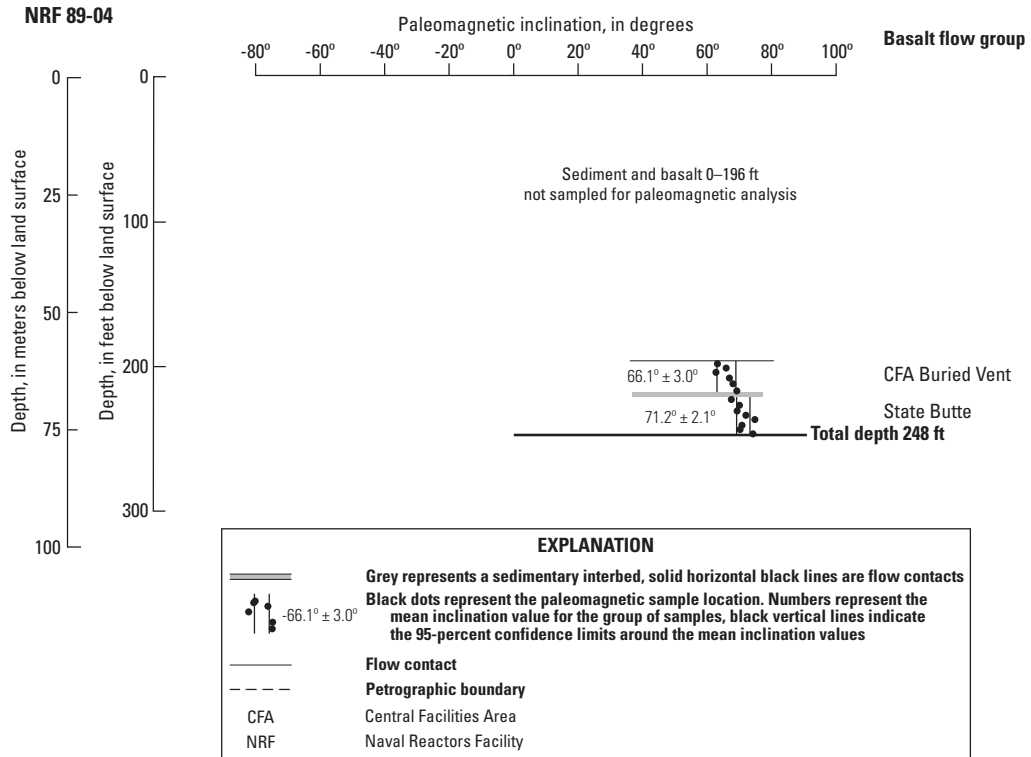 NRF 89-04
Paleomagnetic inclination, in degrees
Basalt flow group
-80º -60º -40º -20º 0º 20º 40º 60º 80º 100º
Depth, in meters below land surface
0
25
50
75
100
Depth, in feet below land surface
0
100
200
300
Sediment and basalt 0–196 ft
not sampled for paleomagnetic analysis
66.1º ± 3.0º
CFA Buried Vent
71.2º ± 2.1º
State Butte
Total depth 248 ft
EXPLANATION
Grey represents a sedimentary interbed, solid horizontal black lines are flow contacts
-66.1º ± 3.0º
Black dots represent the paleomagnetic sample location. Numbers represent the
mean inclination value for the group of samples, black vertical lines indicate
the 95-percent confidence limits around the mean inclination values
Flow contact
Petrographic boundary
CFA Central Facilities Area
NRF Naval Reactors Facility